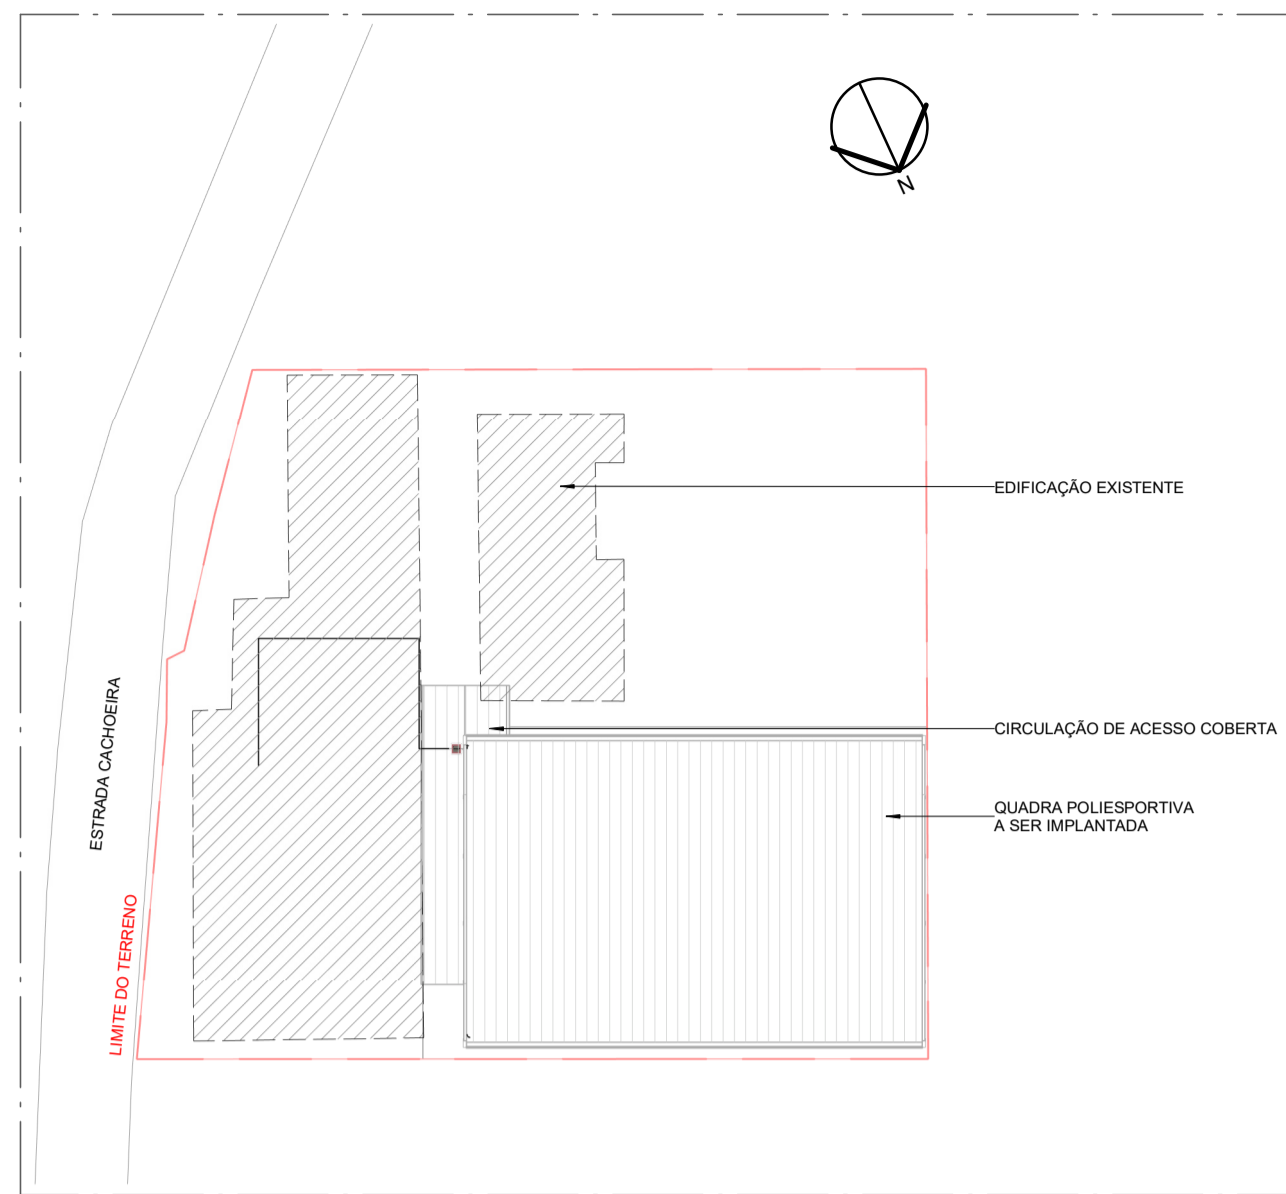 N
EDIFICAÇÃO EXISTENTE
ESTRADA CACHOEIRA
CIRCULAÇÃO DE ACESSO COBERTA
QUADRA POLIESPORTIVA
A SER IMPLANTADA
LIMITE DO TERRENO